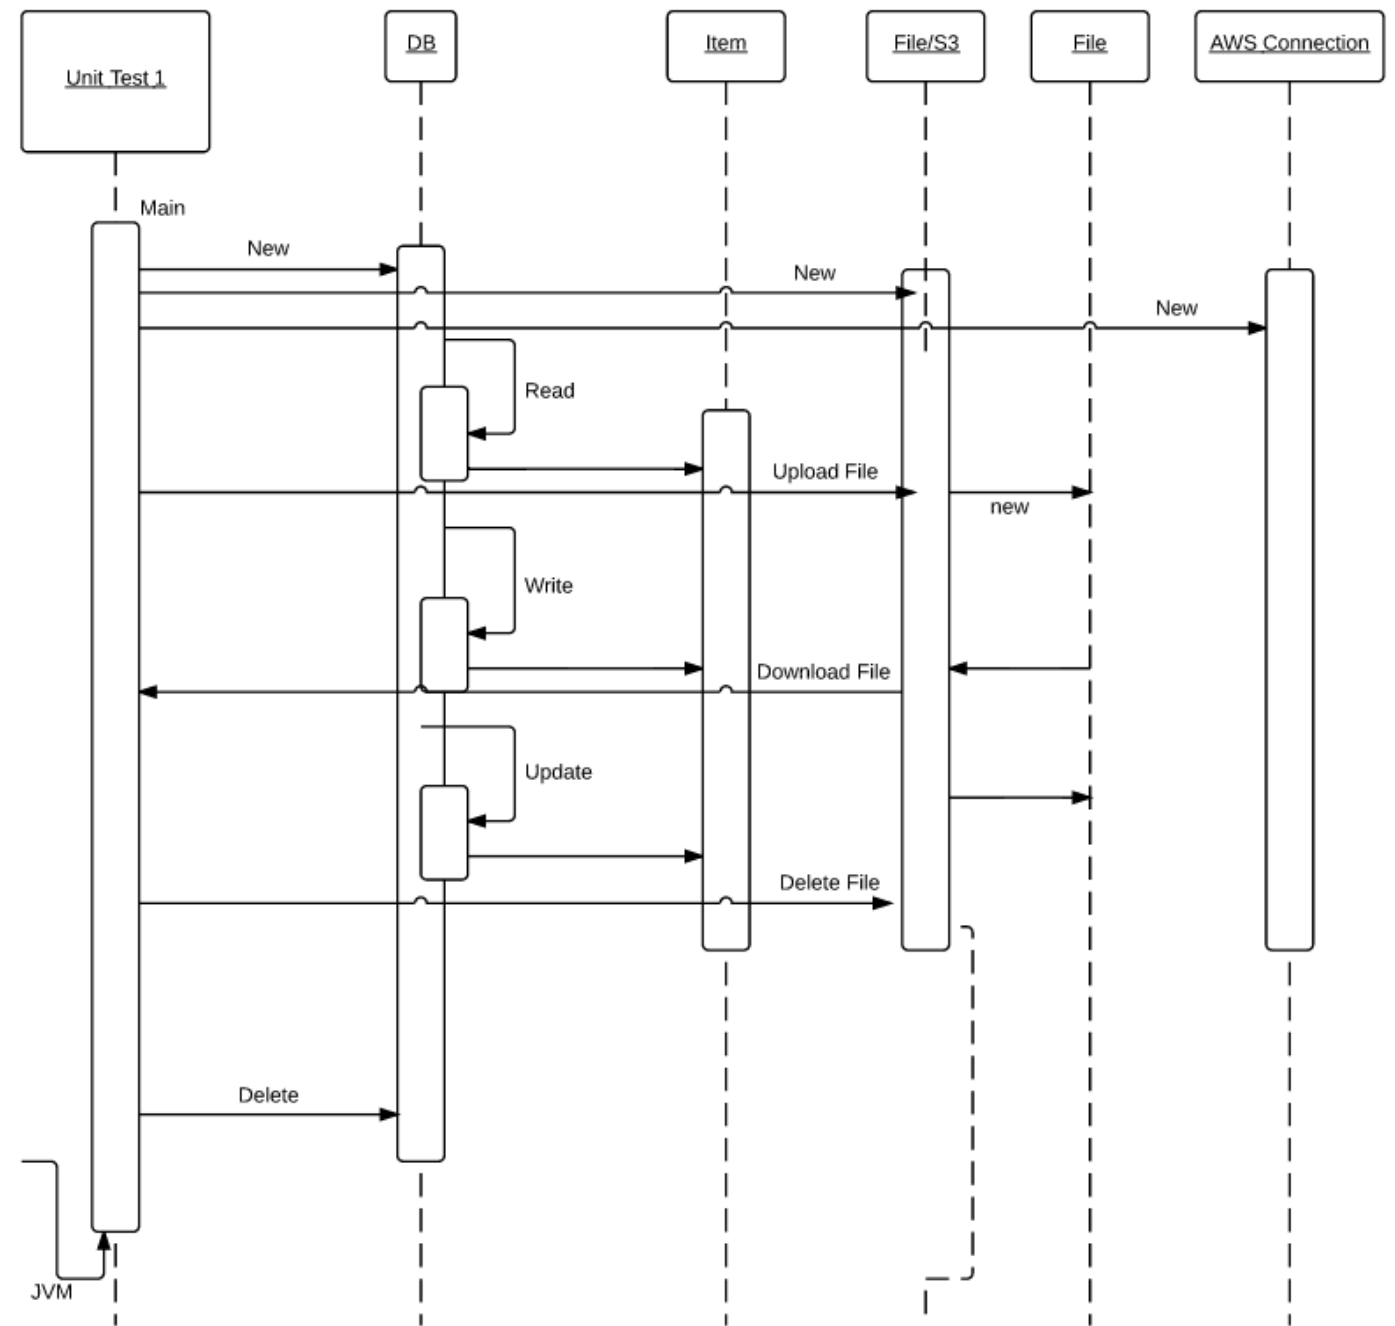 Unit Test 1
DB
Item
File/S3
File
AWS Connection
Main
New
New
New
Read
Upload File
new
Write
Download File
Update
Delete File
Delete
JVM